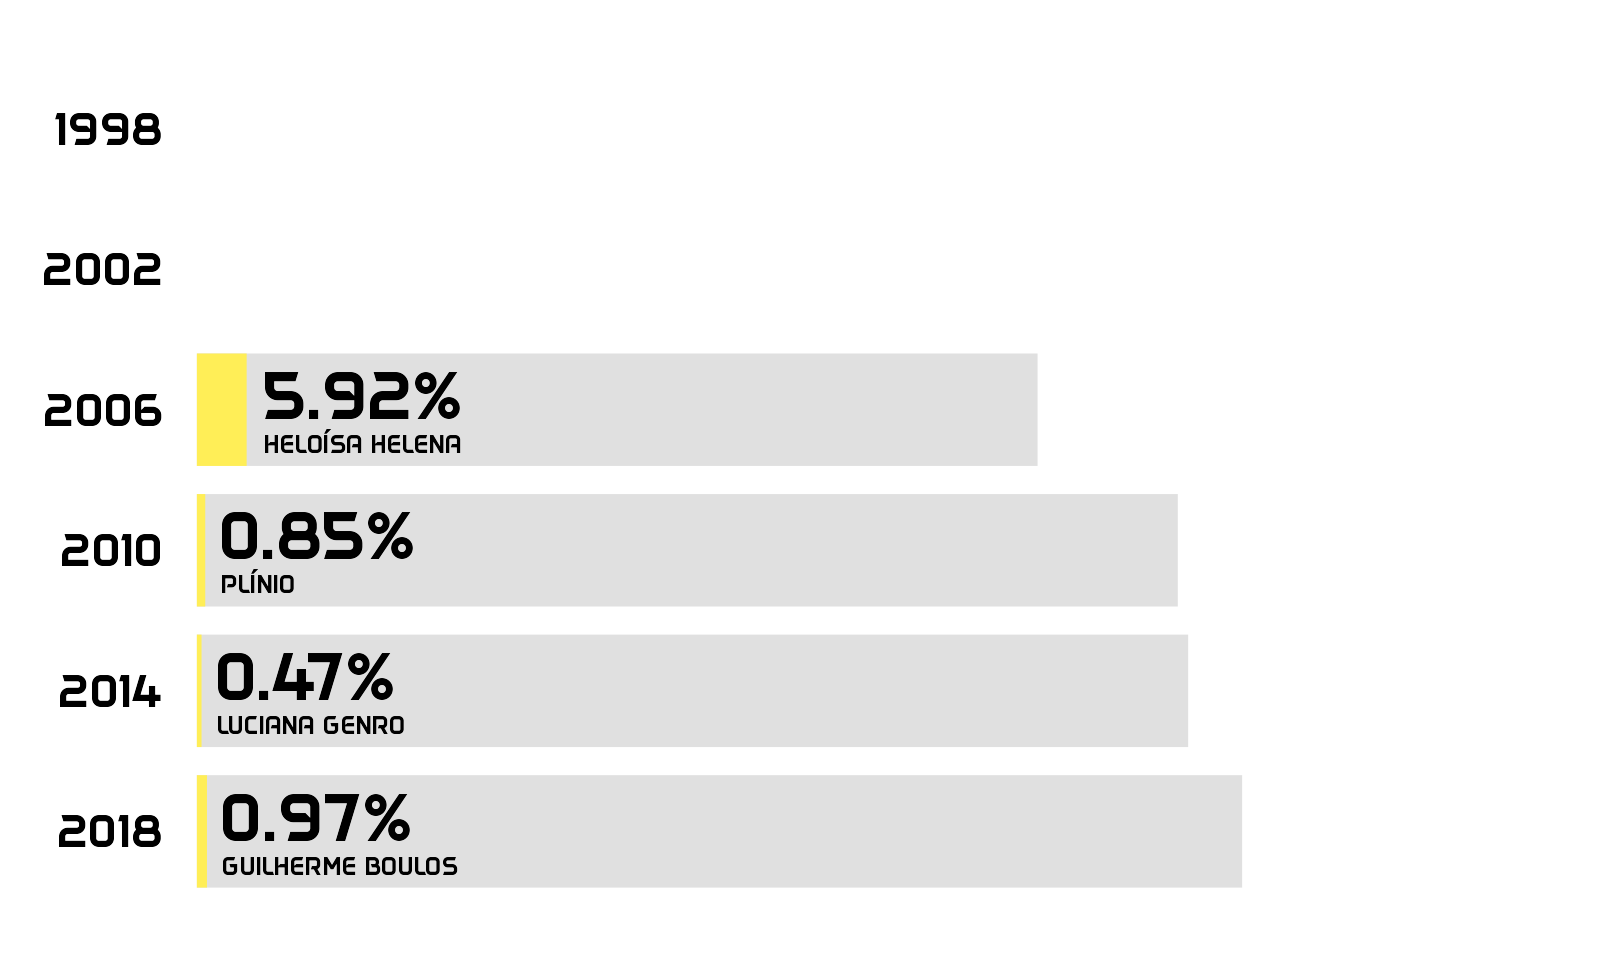 1998
2002
2006
5.92%
HELOÍSA HELENA
2010
0.85%
PLÍNIO
2014
0.47%
LUCIANA GENRO
2018
0.97%
GUILHERME BOULOS